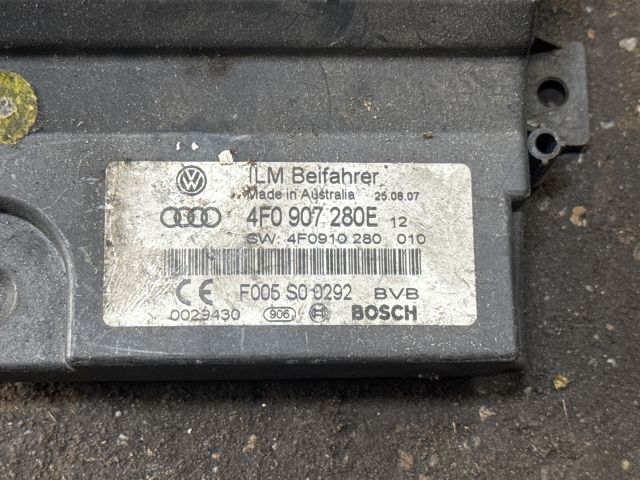 ILM Beifahrer
Made in Australia 25.08.07
4F0 907 280E 12
SW: 4F0910 280 010
CE F005 S0 0292 BVB
0029430 906 BOSCH